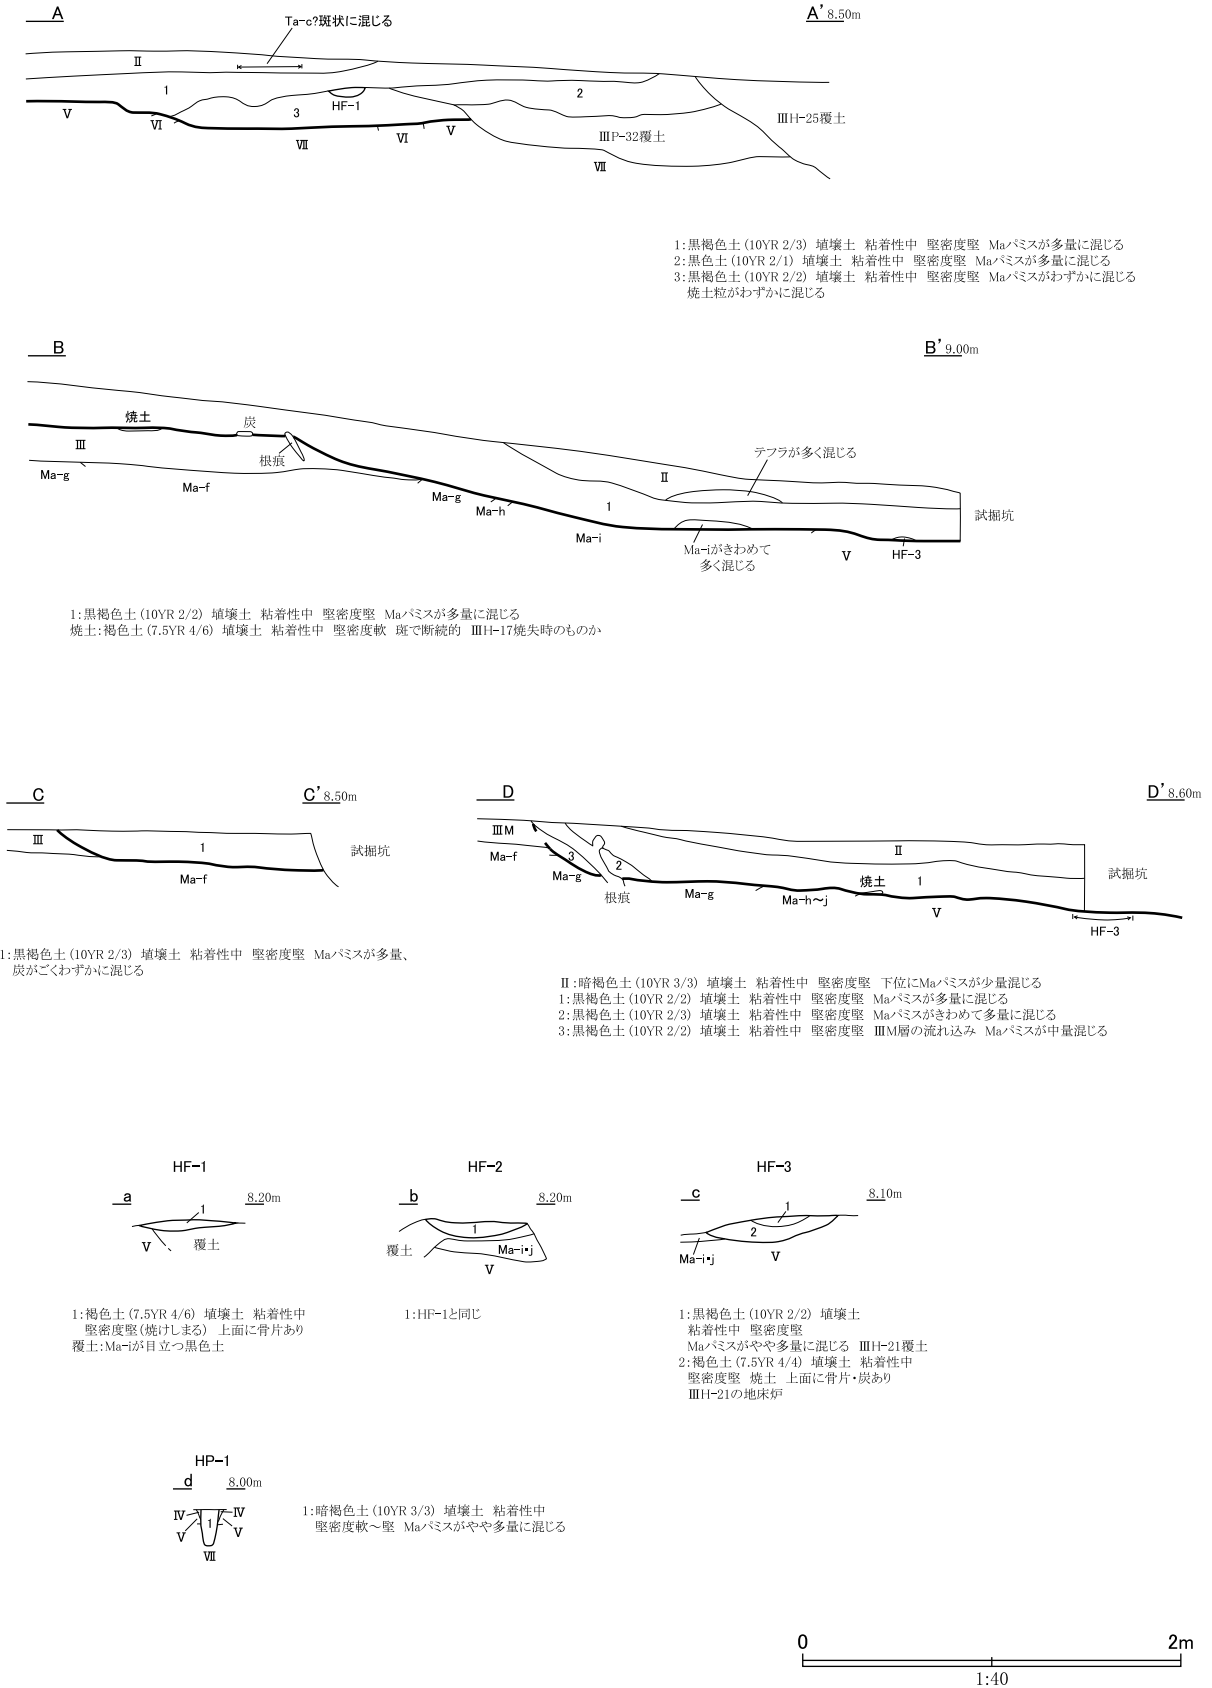 A A' 8.50m
Ta-c?斑状に混じる
Ⅱ
1 2
3 HF-1
Ⅴ Ⅵ Ⅶ Ⅵ Ⅴ ⅢP-32覆土 ⅢH-25覆土
Ⅶ
1:黒褐色土(10YR 2/3) 埴壌土 粘着性中 堅密度堅 Maパミスが多量に混じる
2:黒色土(10YR 2/1) 埴壌土 粘着性中 堅密度堅 Maパミスが多量に混じる
3:黒褐色土(10YR 2/2) 埴壌土 粘着性中 堅密度堅 Maパミスがわずかに混じる
焼土粒がわずかに混じる
B B' 9.00m
焼土 炭
Ⅲ 根痕 テフラが多く混じる
Ma-g Ma-f Ma-g Ⅱ
Ma-h 1 試掘坑
Ma-i Ma-iがきわめて
多く混じる
Ⅴ HF-3
1:黒褐色土(10YR 2/2) 埴壌土 粘着性中 堅密度堅 Maパミスが多量に混じる
焼土:褐色土(7.5YR 4/6) 埴壌土 粘着性中 堅密度軟 斑で断続的 ⅢH-17焼失時のものか
C C' 8.50m
Ⅲ 1 試掘坑
Ma-f
1:黒褐色土(10YR 2/3) 埴壌土 粘着性中 堅密度堅 Maパミスが多量、
炭がごくわずかに混じる
D D' 8.60m
ⅢM Ⅱ
Ma-f 3 2 試掘坑
Ma-g 根痕 Ma-g Ma-h～j 焼土 1
Ⅴ HF-3
Ⅱ:暗褐色土(10YR 3/3) 埴壌土 粘着性中 堅密度堅 下位にMaパミスが少量混じる
1:黒褐色土(10YR 2/2) 埴壌土 粘着性中 堅密度堅 Maパミスが多量に混じる
2:黒褐色土(10YR 2/3) 埴壌土 粘着性中 堅密度堅 Maパミスがきわめて多量に混じる
3:黒褐色土(10YR 2/2) 埴壌土 粘着性中 堅密度堅 ⅢM層の流れ込み Maパミスが中量混じる
HF-1
a 8.20m
1
Ⅴ 覆土
1:褐色土(7.5YR 4/6) 埴壌土 粘着性中
堅密度堅(焼けしまる) 上面に骨片あり
覆土:Ma-iが目立つ黒色土
HF-2
b 8.20m
1
覆土 Ma-i・j
Ⅴ
1:HF-1と同じ
HF-3
c 8.10m
1
2
Ma-i・j Ⅴ
1:黒褐色土(10YR 2/2) 埴壌土
粘着性中 堅密度堅
Maパミスがやや多量に混じる ⅢH-21覆土
2:褐色土(7.5YR 4/4) 埴壌土 粘着性中
堅密度堅 焼土 上面に骨片・炭あり
ⅢH-21の地床炉
HP-1
d 8.00m
Ⅳ Ⅳ
Ⅴ 1 Ⅴ
Ⅶ
1:暗褐色土(10YR 3/3) 埴壌土 粘着性中
堅密度軟～堅 Maパミスがやや多量に混じる
0 2m
1:40